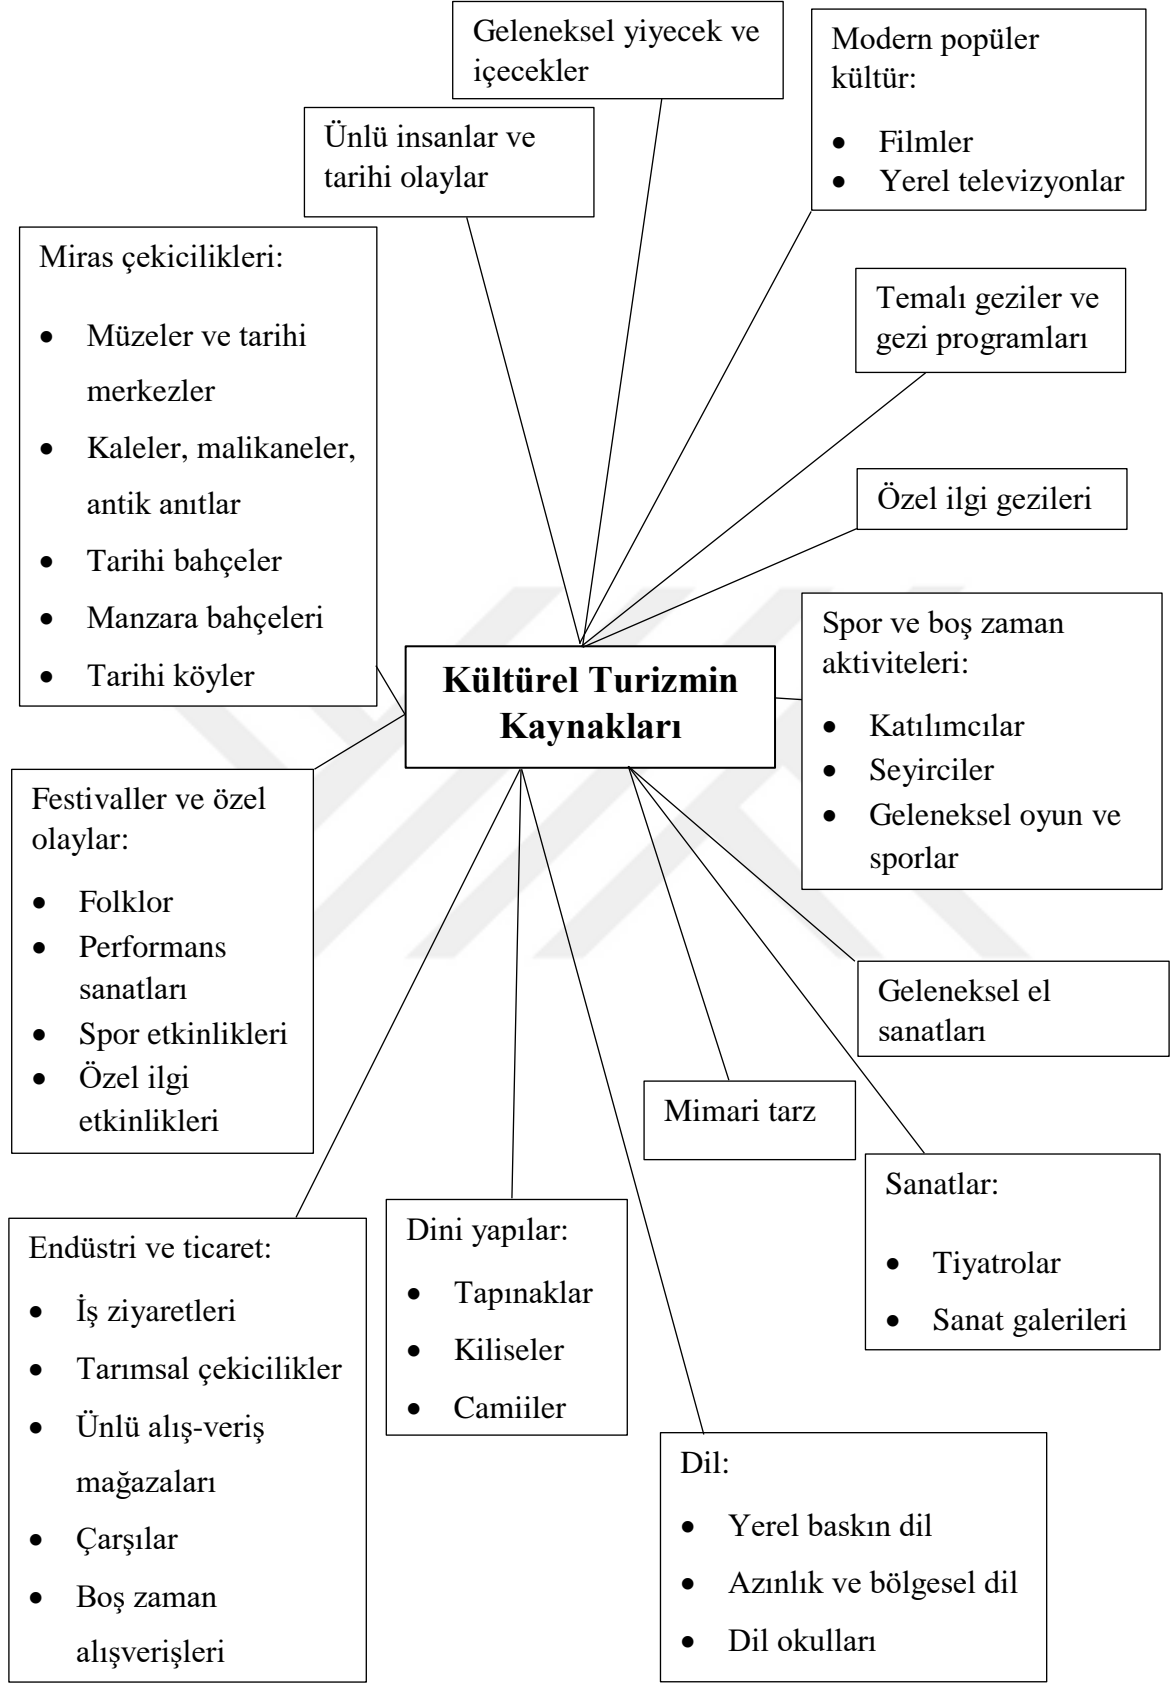 Geleneksel yiyecek ve
içecekler
Modern popüler
kültür:
• Filmler
• Yerel televizyonlar
Ünlü insanlar ve
tarihi olaylar
Miras çekicilikleri:
• Müzeler ve tarihi
merkezler
• Kaleler, malikaneler,
antik anıtlar
• Tarihi bahçeler
• Manzara bahçeleri
• Tarihi köyler
Temalı geziler ve
gezi programları
Özel ilgi gezileri
Kültürel Turizmin
Kaynakları
Spor ve boş zaman
aktiviteleri:
• Katılımcılar
• Seyirciler
• Geleneksel oyun ve
sporlar
Festivaller ve özel
olaylar:
• Folklor
• Performans
sanatları
• Spor etkinlikleri
• Özel ilgi
etkinlikleri
Geleneksel el
sanatları
Mimari tarz
Sanatlar:
• Tiyatrolar
• Sanat galerileri
Endüstri ve ticaret:
• İş ziyaretleri
• Tarımsal çekicilikler
• Ünlü alış-veriş
mağazaları
• Çarşılar
• Boş zaman
alışverişleri
Dini yapılar:
• Tapınaklar
• Kiliseler
• Camiiler
Dil:
• Yerel baskın dil
• Azınlık ve bölgesel dil
• Dil okulları